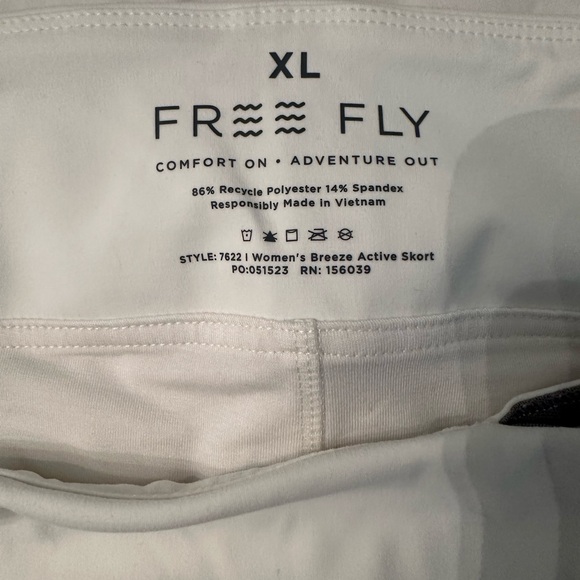 XL
FREE FLY
COMFORT ON • ADVENTURE OUT
86% Recycle Polyester 14% Spandex
Responsibly Made in Vietnam
STYLE: 7622 | Women's Breeze Active Skort
PO:051523 RN: 156039